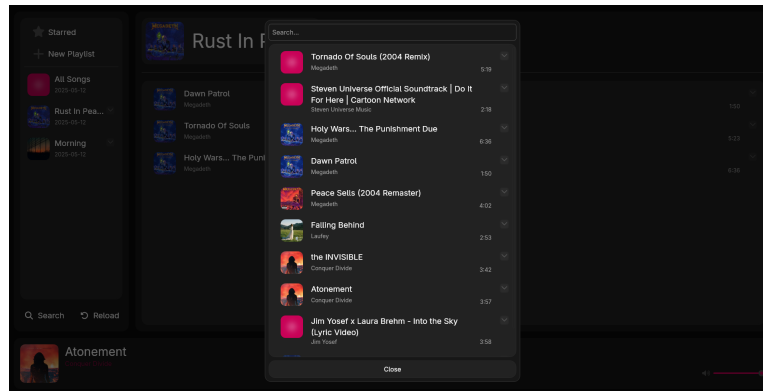 Starred
New Playlist
All Songs
2025-05-12
Rust In Pea...
2025-05-12
Morning
2025-05-12
Search
Reload
Rust In P
Dawn Patrol
Megadeth
1:50
Tornado Of Souls
Megadeth
5:23
Holy Wars... The Puni
Megadeth
6:36
Search...
Tornado Of Souls (2004 Remix)
Megadeth
5:19
Steven Universe Official Soundtrack | Do It
For Here | Cartoon Network
Steven Universe Music
2:18
Holy Wars... The Punishment Due
Megadeth
6:36
Dawn Patrol
Megadeth
1:50
Peace Sells (2004 Remaster)
Megadeth
4:02
Falling Behind
Laufey
2:53
the INVISIBLE
Conquer Divide
3:42
Atonement
Conquer Divide
3:57
Jim Yosef x Laura Brehm - Into the Sky
(Lyric Video)
Jim Yosef
3:58
Close
Atonement
Conquer Divide